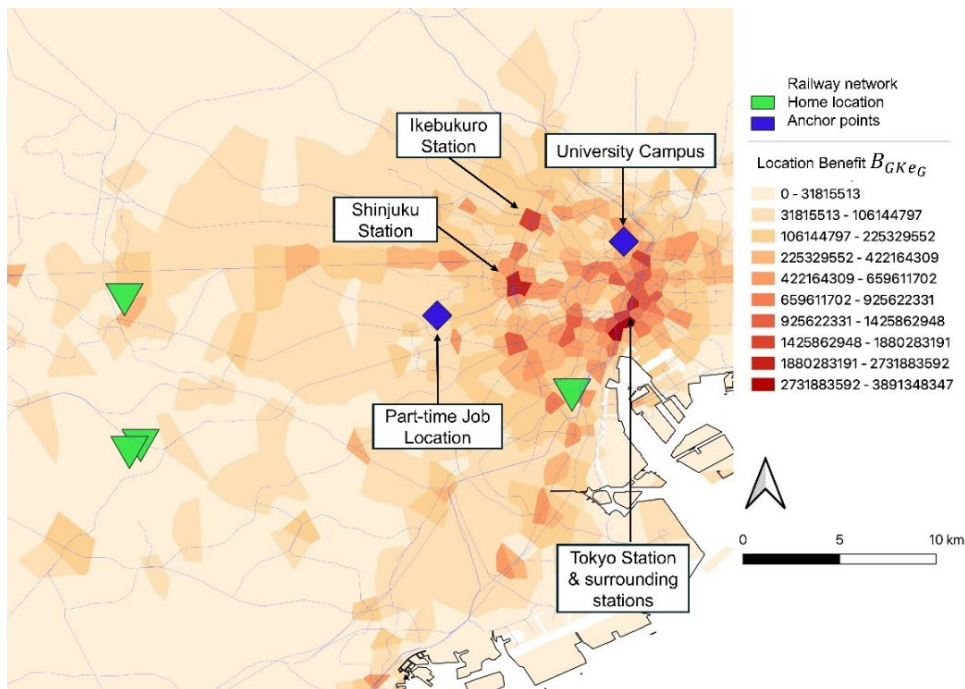 Ikebukuro
Station
University Campus
Shinjuku
Station
Part-time Job
Location
Tokyo Station
& surrounding
stations
Railway network
Home location
Anchor points
Location Benefit B_GKe_G
0 - 31815513
31815513 - 106144797
106144797 - 225329552
225329552 - 422164309
422164309 - 659611702
659611702 - 925622331
925622331 - 1425862948
1425862948 - 1880283191
1880283191 - 2731883592
2731883592 - 3891348347
0 5 10 km